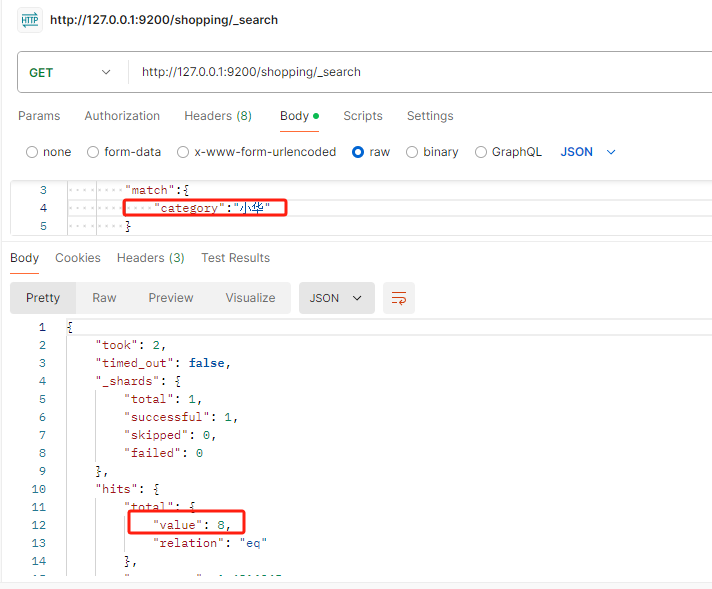 HTTP http://127.0.0.1:9200/shopping/_search
GET http://127.0.0.1:9200/shopping/_search
Params Authorization Headers (8) Body Scripts Settings
none form-data x-www-form-urlencoded raw binary GraphQL JSON
3 "match":{
4 "category":"小华"
5 }
Body Cookies Headers (3) Test Results
Pretty Raw Preview Visualize JSON
1 {
2 "took": 2,
3 "timed_out": false,
4 "_shards": {
5 "total": 1,
6 "successful": 1,
7 "skipped": 0,
8 "failed": 0
9 },
10 "hits": {
11 "total": {
12 "value": 8,
13 "relation": "eq"
14 },